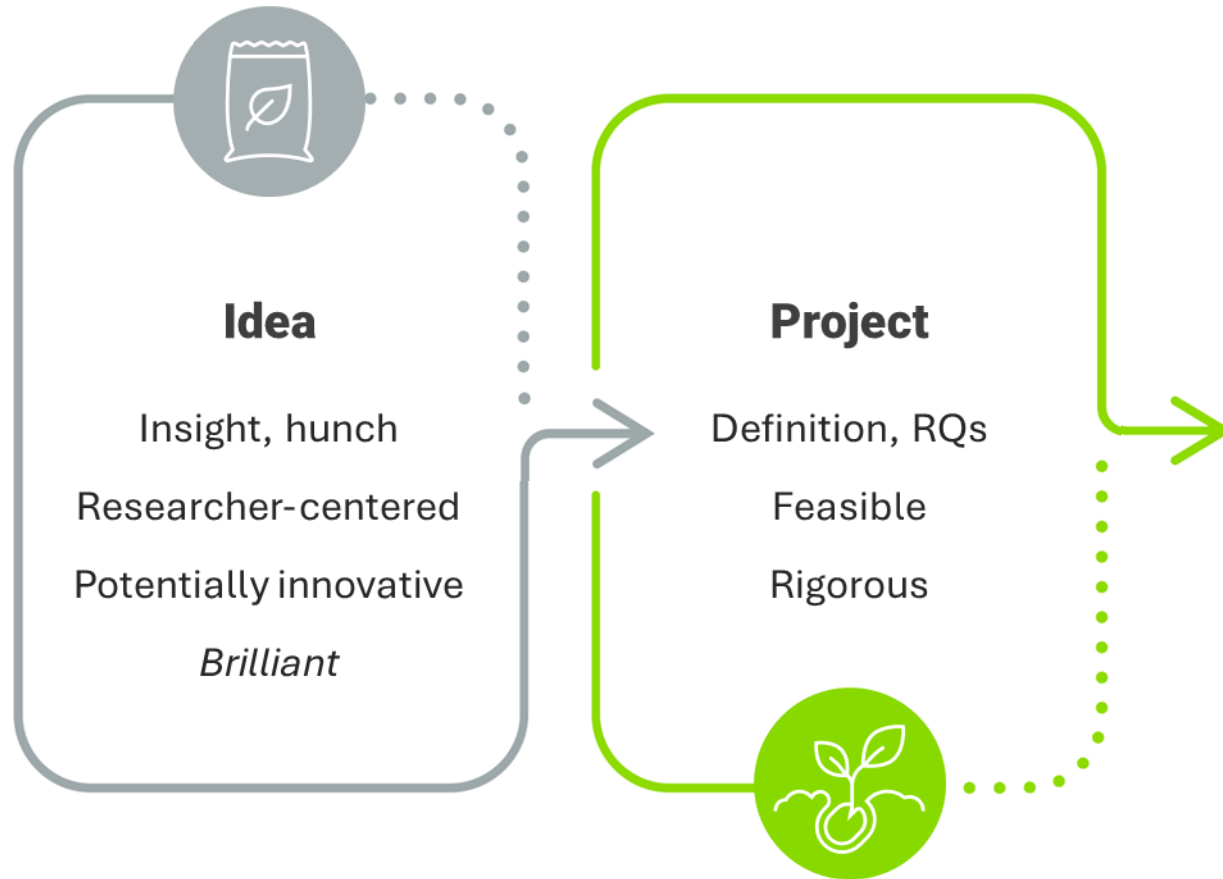 Idea
Insight, hunch
Researcher-centered
Potentially innovative
Brilliant
Project
Definition, RQs
Feasible
Rigorous